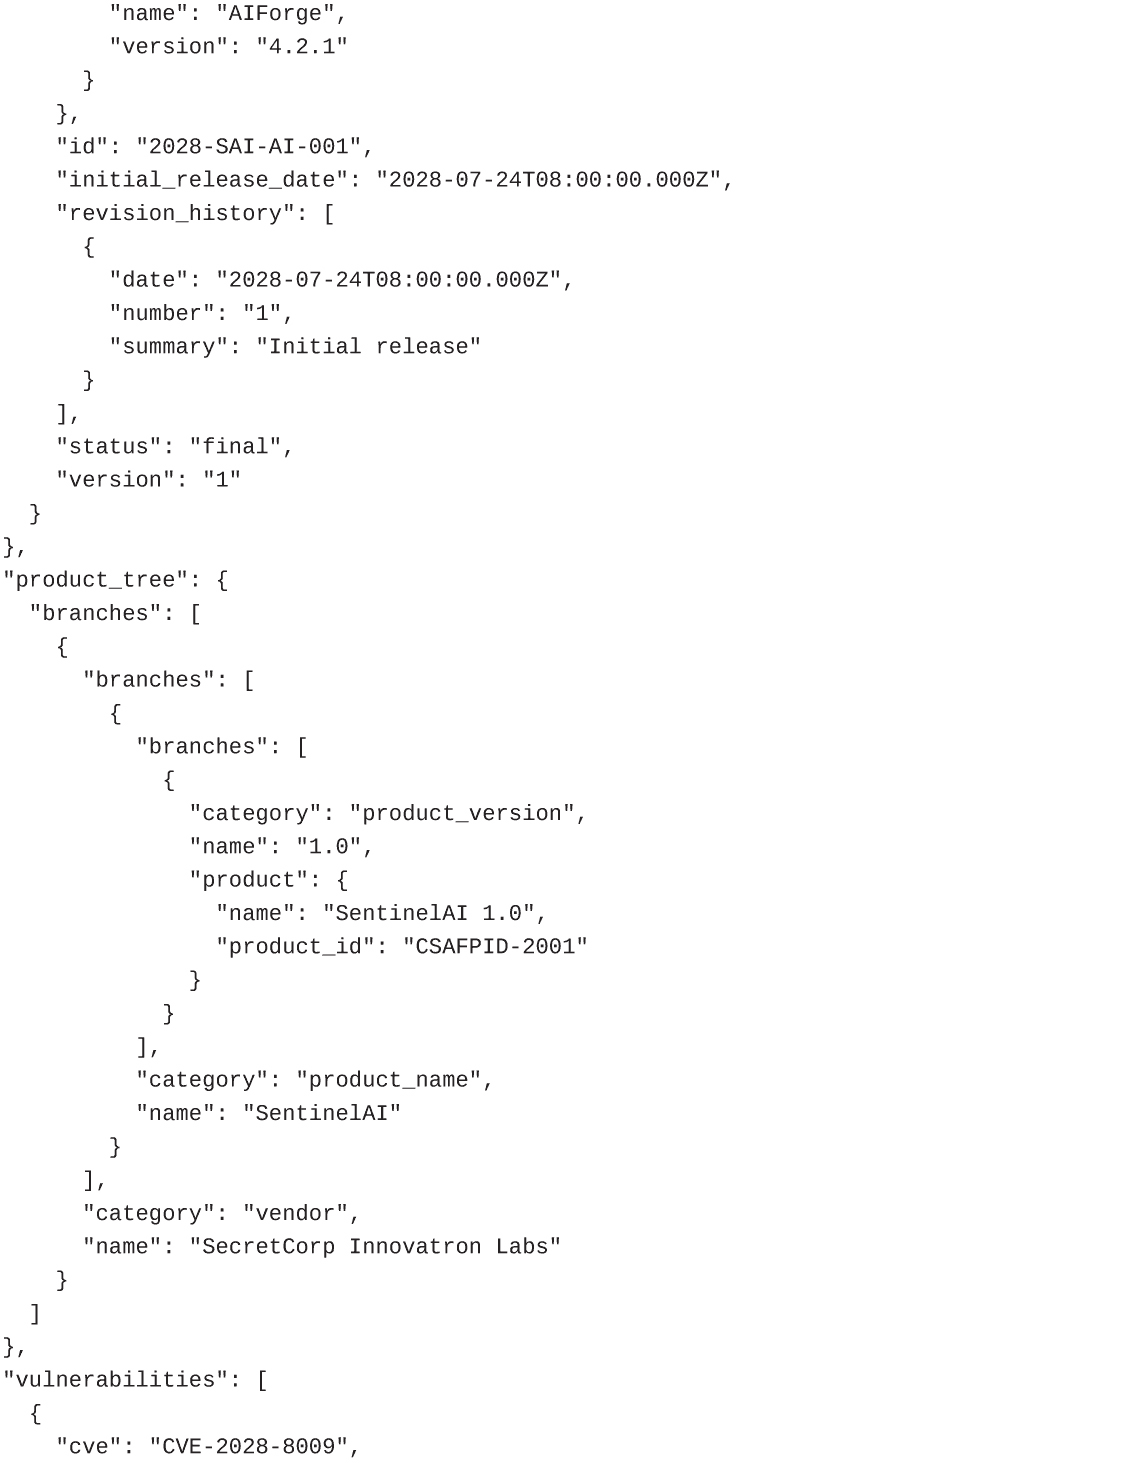 "name": "AIForge",
        "version": "4.2.1"
      }
    },
    "id": "2028-SAI-AI-001",
    "initial_release_date": "2028-07-24T08:00:00.000Z",
    "revision_history": [
      {
        "date": "2028-07-24T08:00:00.000Z",
        "number": "1",
        "summary": "Initial release"
      }
    ],
    "status": "final",
    "version": "1"
  }
},
"product_tree": {
  "branches": [
    {
      "branches": [
        {
          "branches": [
            {
              "category": "product_version",
              "name": "1.0",
              "product": {
                "name": "SentinelAI 1.0",
                "product_id": "CSAFPID-2001"
              }
            }
          ],
          "category": "product_name",
          "name": "SentinelAI"
        }
      ],
      "category": "vendor",
      "name": "SecretCorp Innovatron Labs"
    }
  ]
},
"vulnerabilities": [
  {
    "cve": "CVE-2028-8009",